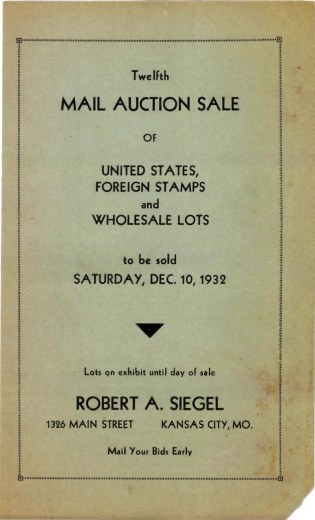 Twelfth
MAIL AUCTION SALE
OF
UNITED STATES,
FOREIGN STAMPS
and
WHOLESALE LOTS
to be sold
SATURDAY, DEC. 10, 1932
Lots on exhibit until day of sale
ROBERT A. SIEGEL
1326 MAIN STREET KANSAS CITY, MO.
Mail Your Bids Early